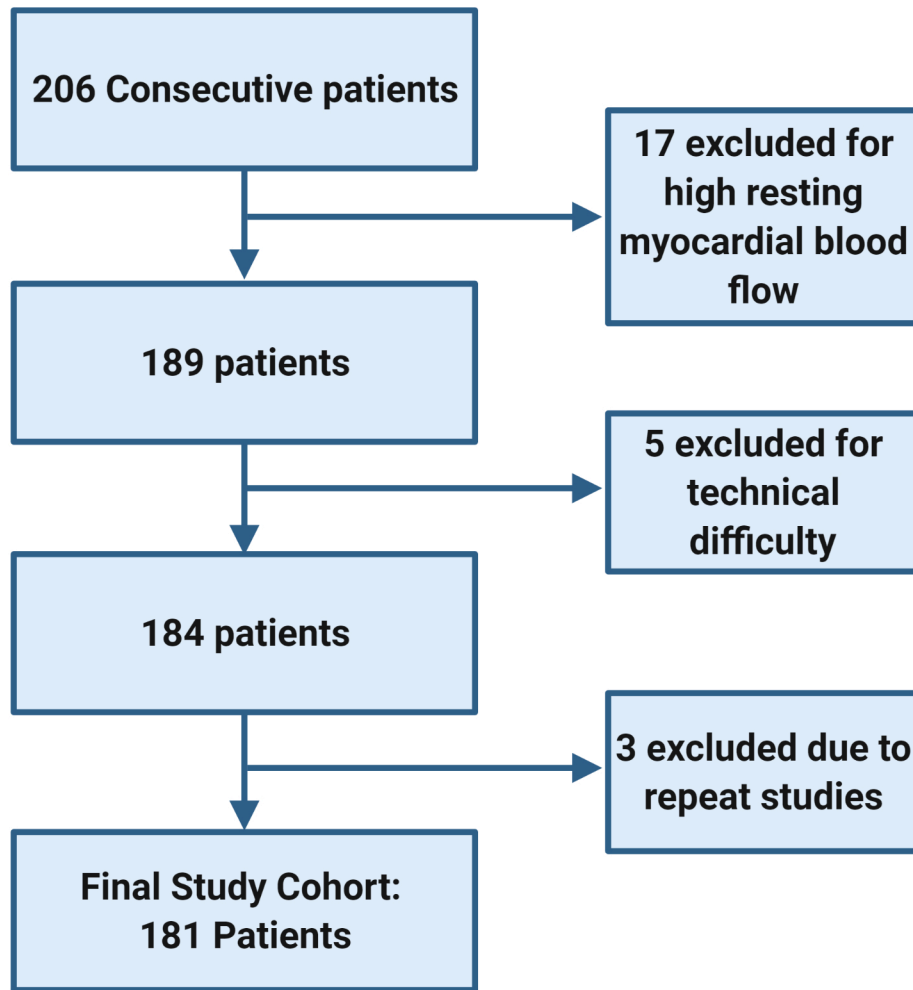 206 Consecutive patients
17 excluded for
high resting
myocardial blood
flow
189 patients
5 excluded for
technical
difficulty
184 patients
3 excluded due to
repeat studies
Final Study Cohort:
181 Patients